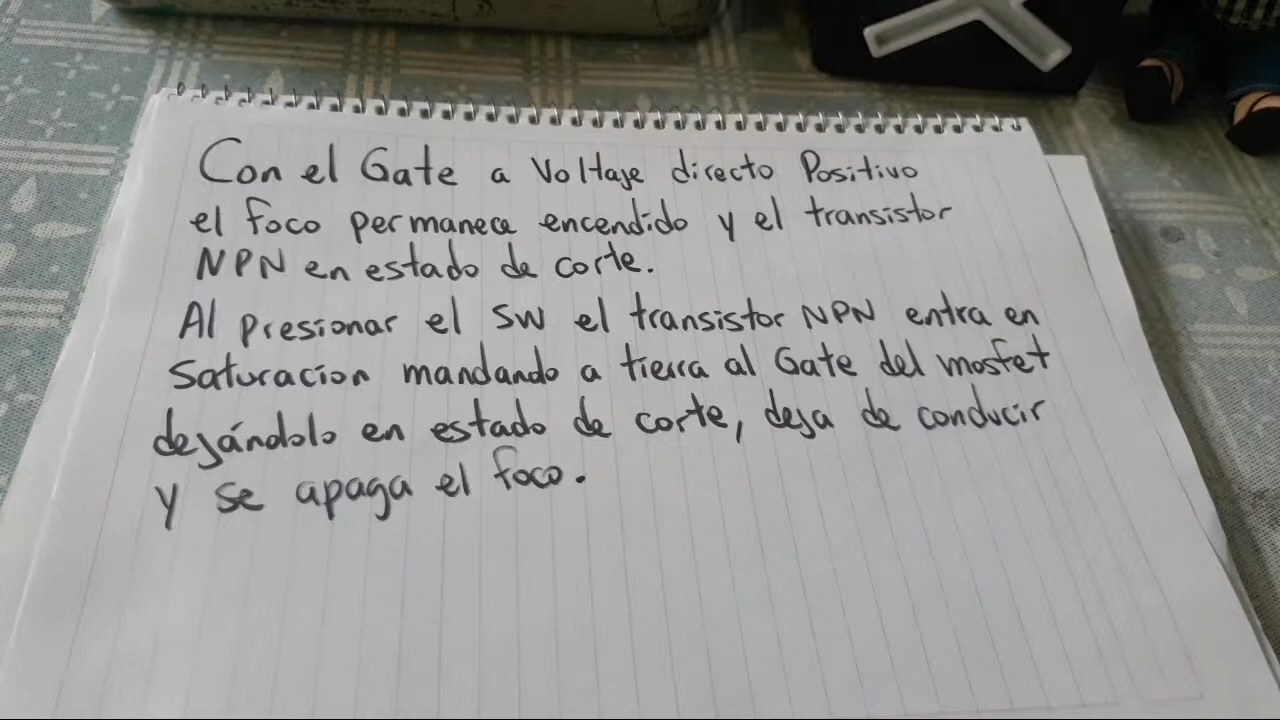 Con el Gate a Voltaje directo Positivo
el foco permanece encendido y el transistor
NPN en estado de corte.
Al presionar el SW el transistor NPN entra en
Saturacion mandando a tierra al Gate del mosfet
dejándolo en estado de corte, deja de conducir
y se apaga el foco.